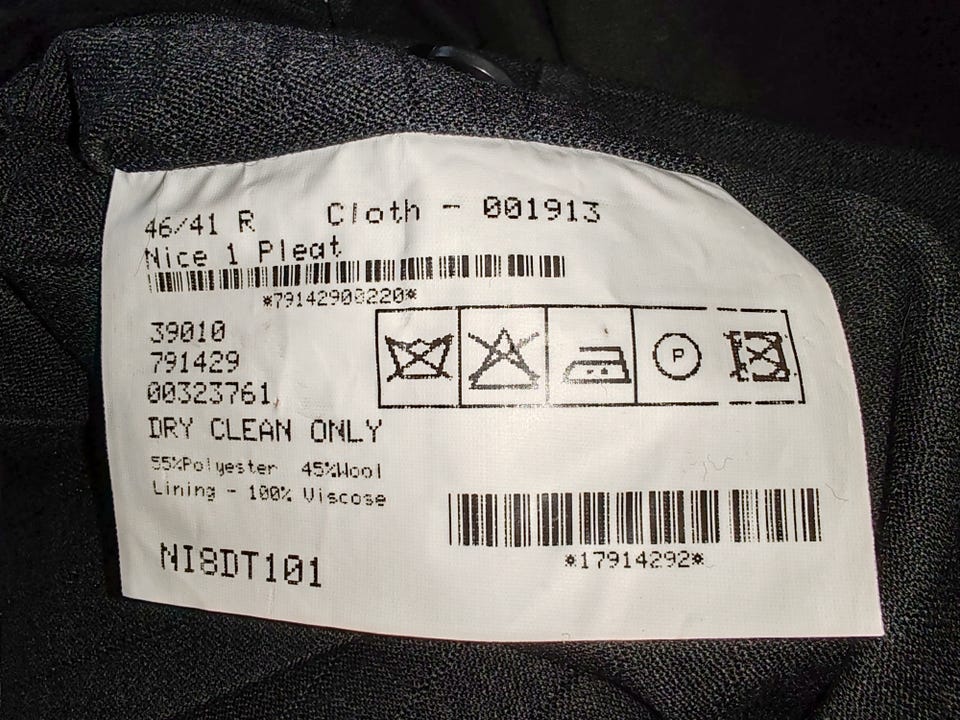 46/41 R Cloth - 001913
Nice 1 Pleat
*79142900220*
39010
791429
00323761
P
DRY CLEAN ONLY
55%Polyester 45%Wool
Lining - 100% Viscose
NI8DT101
*17914292*